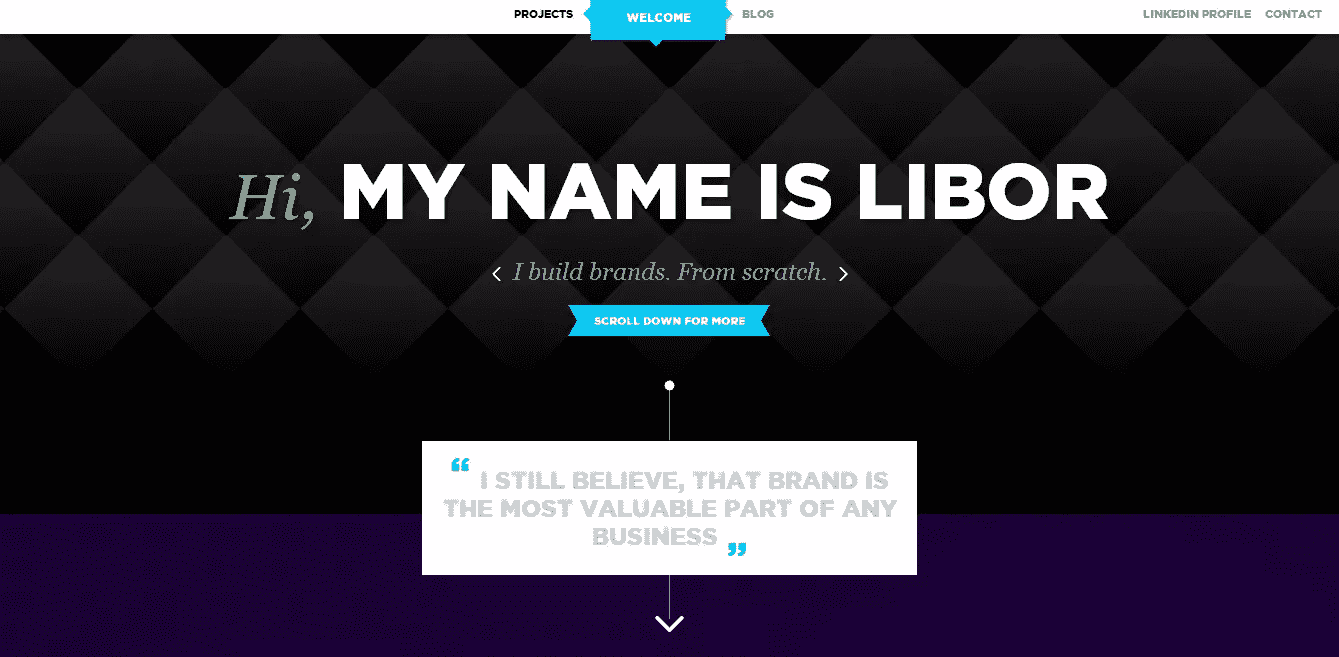 PROJECTS WELCOME BLOG LINKEDIN PROFILE CONTACT
Hi, MY NAME IS LIBOR
I build brands. From scratch.
SCROLL DOWN FOR MORE
“ I STILL BELIEVE, THAT BRAND IS
THE MOST VALUABLE PART OF ANY
BUSINESS ”